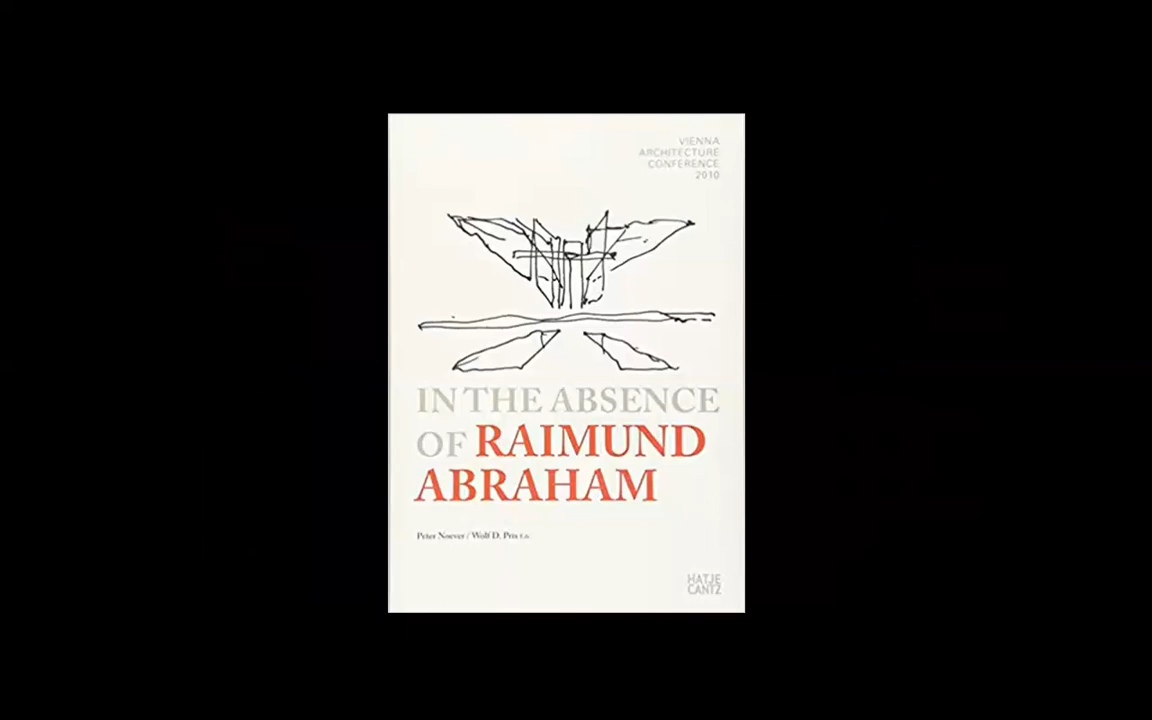 VIENNA
ARCHITECTURE
CONFERENCE
2010
IN THE ABSENCE
OF RAIMUND
ABRAHAM
Peter Noever / Wolf D. Prix
HATJE
CANTZ